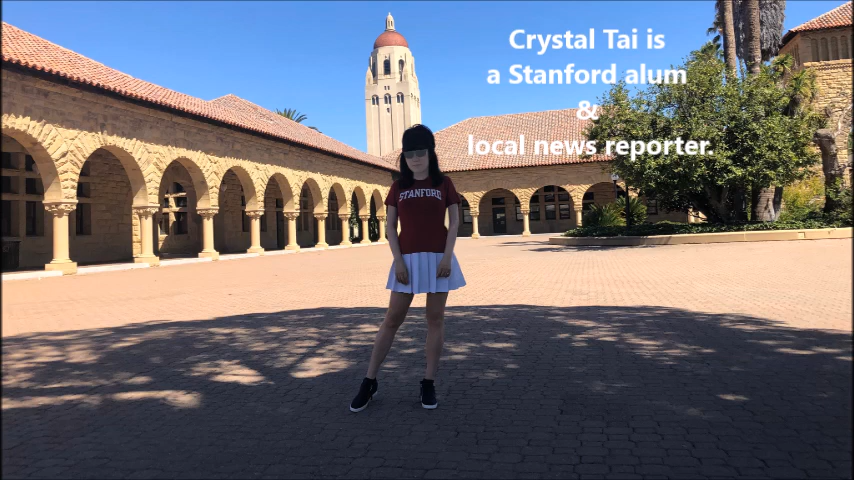 Crystal Tai is
a Stanford alum
&
local news reporter.
STANFORD